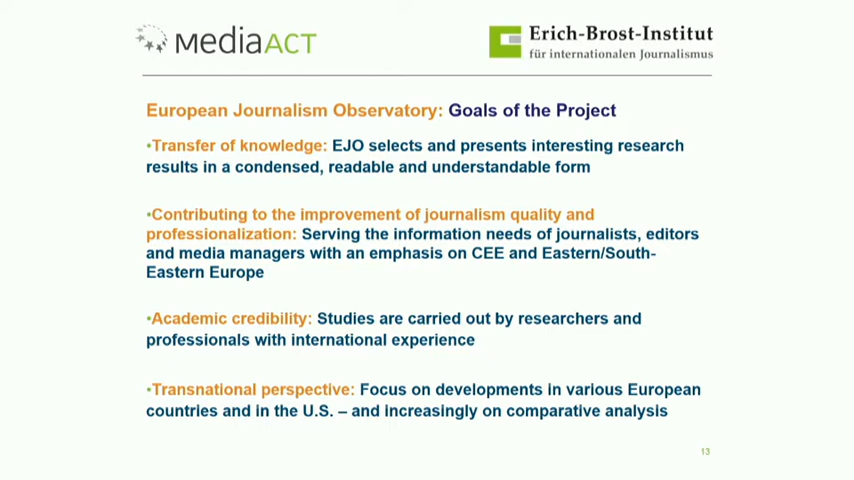 mediaACT
Erich-Brost-Institut
für internationalen Journalismus
European Journalism Observatory: Goals of the Project
•Transfer of knowledge: EJO selects and presents interesting research
results in a condensed, readable and understandable form
•Contributing to the improvement of journalism quality and
professionalization: Serving the information needs of journalists, editors
and media managers with an emphasis on CEE and Eastern/South-
Eastern Europe
•Academic credibility: Studies are carried out by researchers and
professionals with international experience
•Transnational perspective: Focus on developments in various European
countries and in the U.S. – and increasingly on comparative analysis
13